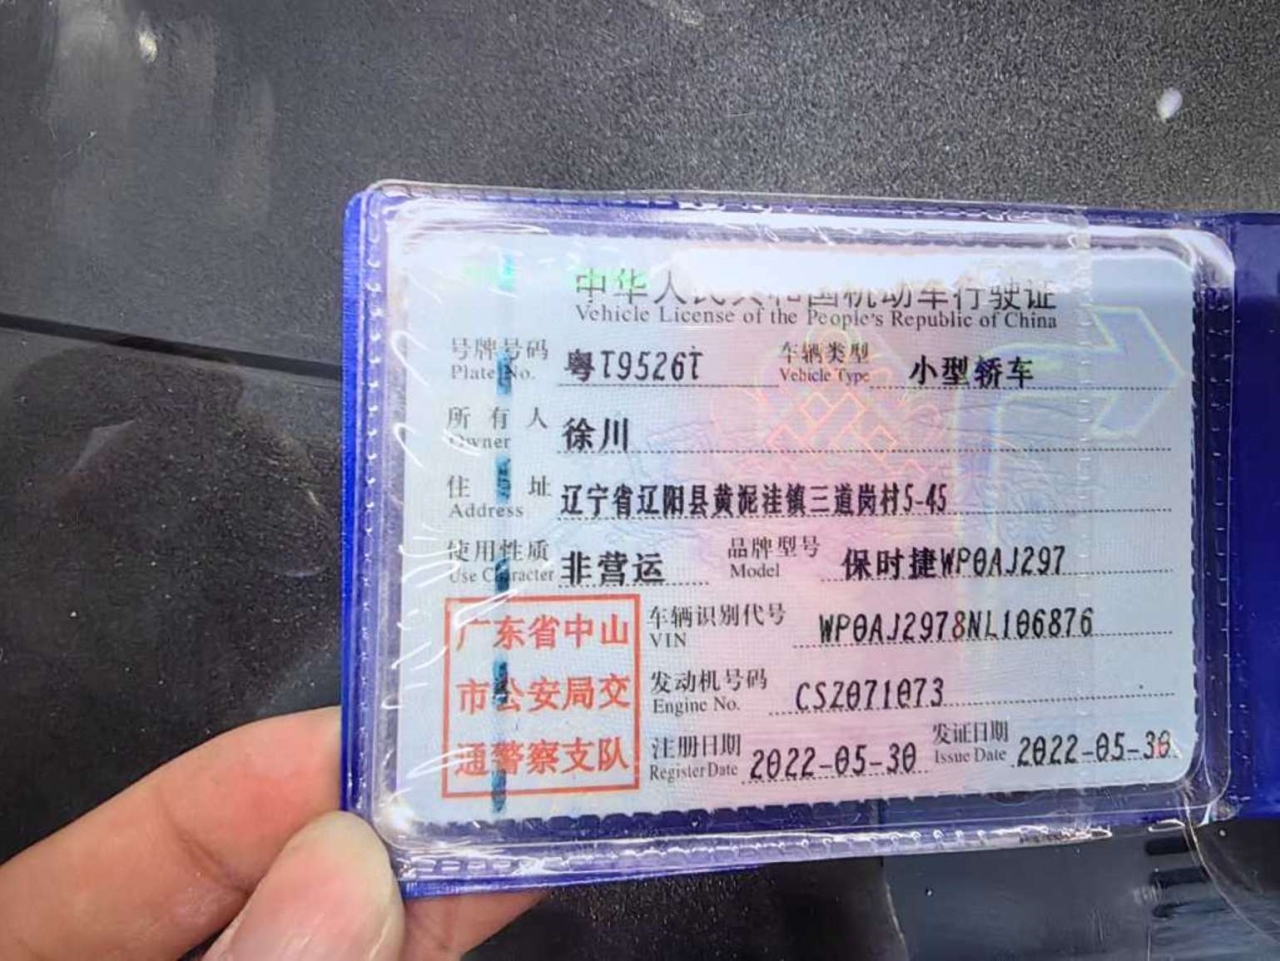 中华人民共和国机动车行驶证
Vehicle License of the People's Republic of China
号牌号码 粤T9526T 车辆类型 小型轿车
Plate No. Vehicle Type
所有人 徐川
Owner
住址 辽宁省辽阳县黄泥洼镇三道岗村5-45
Address
使用性质 非营运 品牌型号 保时捷WP0AJ297
Use Character Model
广东省中山 车辆识别代号 WP0AJ2978NL106876
VIN
市公安局交 发动机号码 CSZ071073
Engine No.
通警察支队 注册日期 2022-05-30 发证日期 2022-05-30
Register Date Issue Date